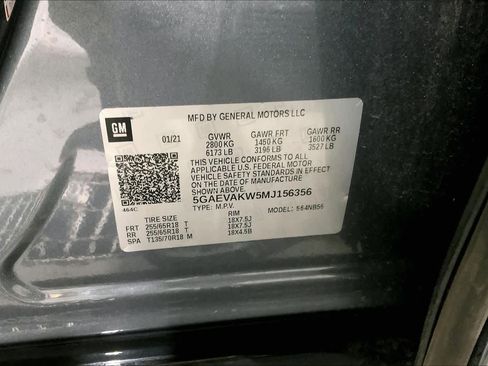 MFD BY GENERAL MOTORS LLC
GM
01/21 GVWR GAWR FRT GAWR RR
2800KG 1450 KG 1600 KG
6173 LB 3196 LB 3527 LB
THIS VEHICLE CONFORMS TO ALL
APPLICABLE U.S. FEDERAL MOTOR
VEHICLE SAFETY STANDARDS IN EFFECT
ON THE DATE OF MANUFACTURE
SHOWN ABOVE.
5GAEVAKW5MJ156356
464C TYPE: M.P.V. MODEL: 564NB56
TIRE SIZE RIM
FRT 255/65R18 T 18X7.5J
RR 255/65R18 T 18X7.5J
SPA T135/70R18 M 18X4.5B